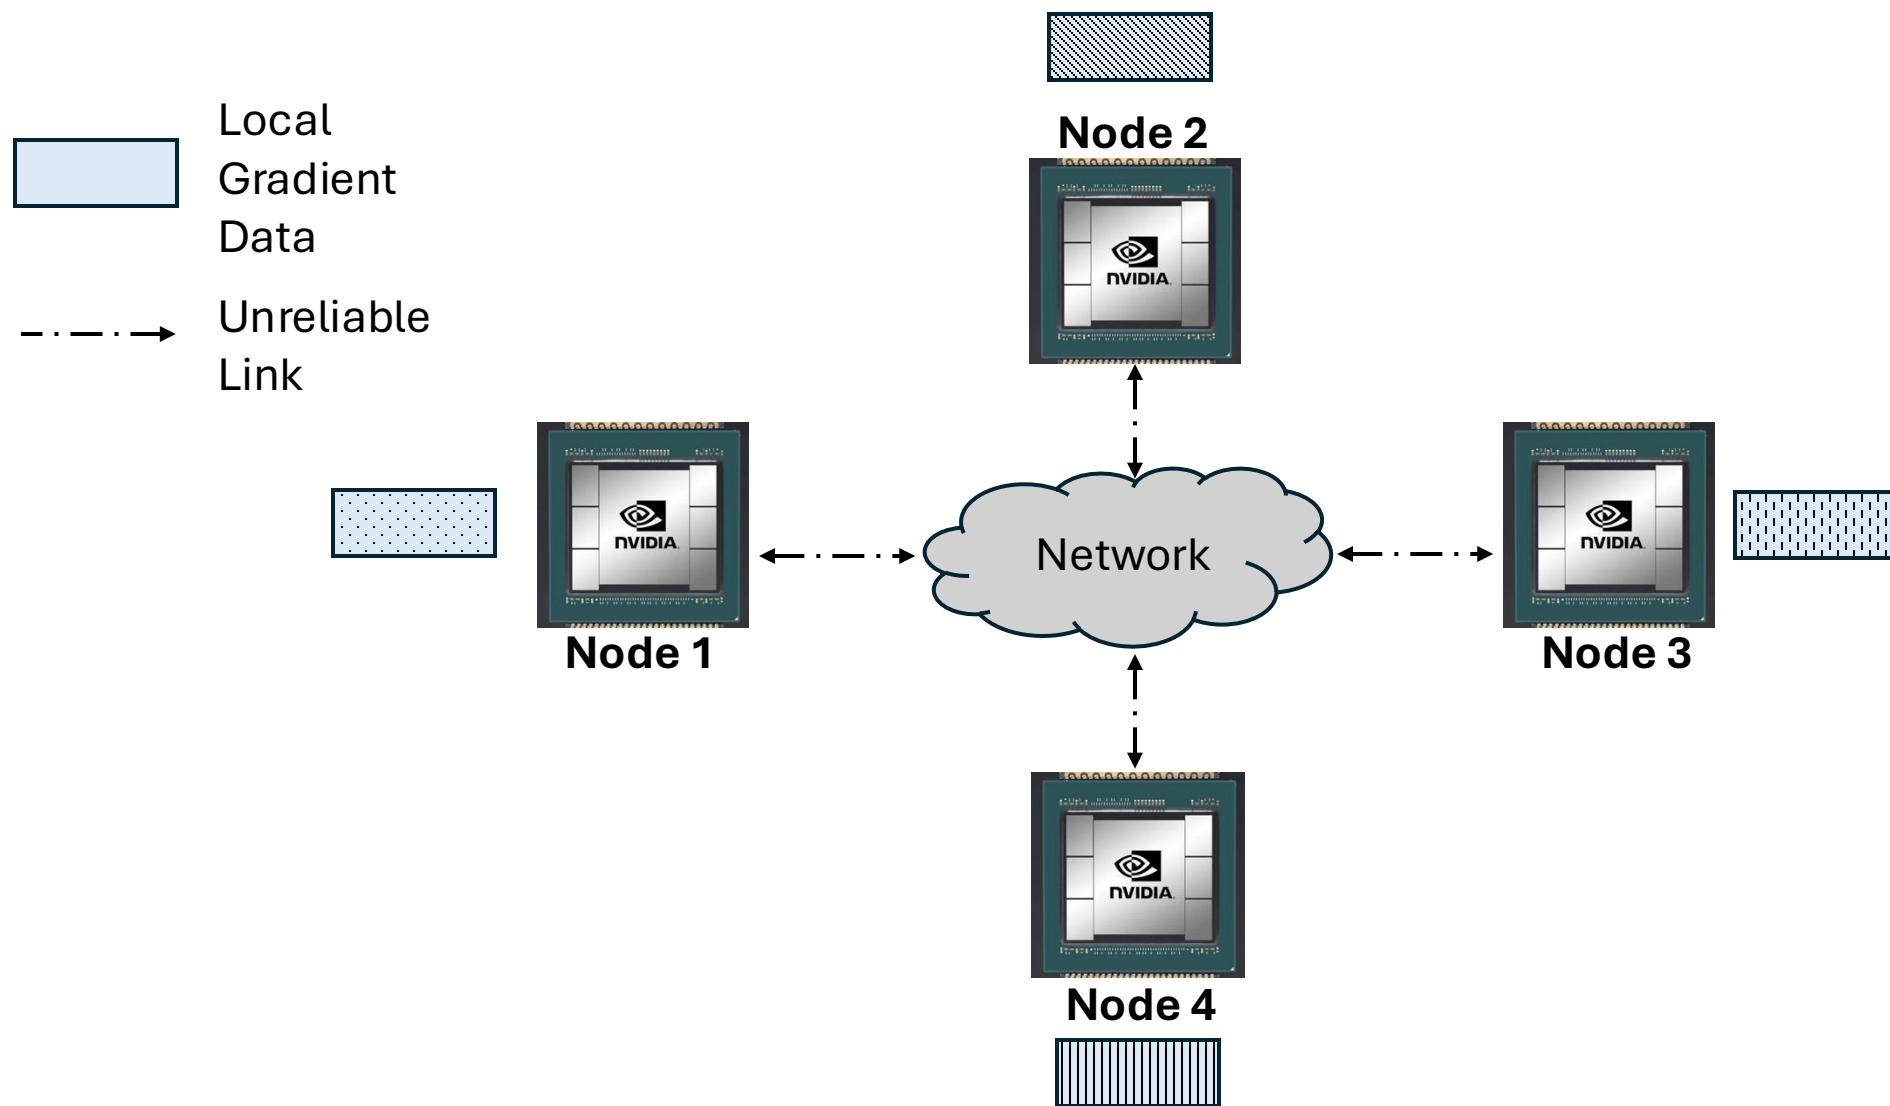 Local
Gradient
Data
Unreliable
Link
Node 2
NVIDIA.
NVIDIA.
Node 1
Network
NVIDIA.
Node 3
NVIDIA.
Node 4